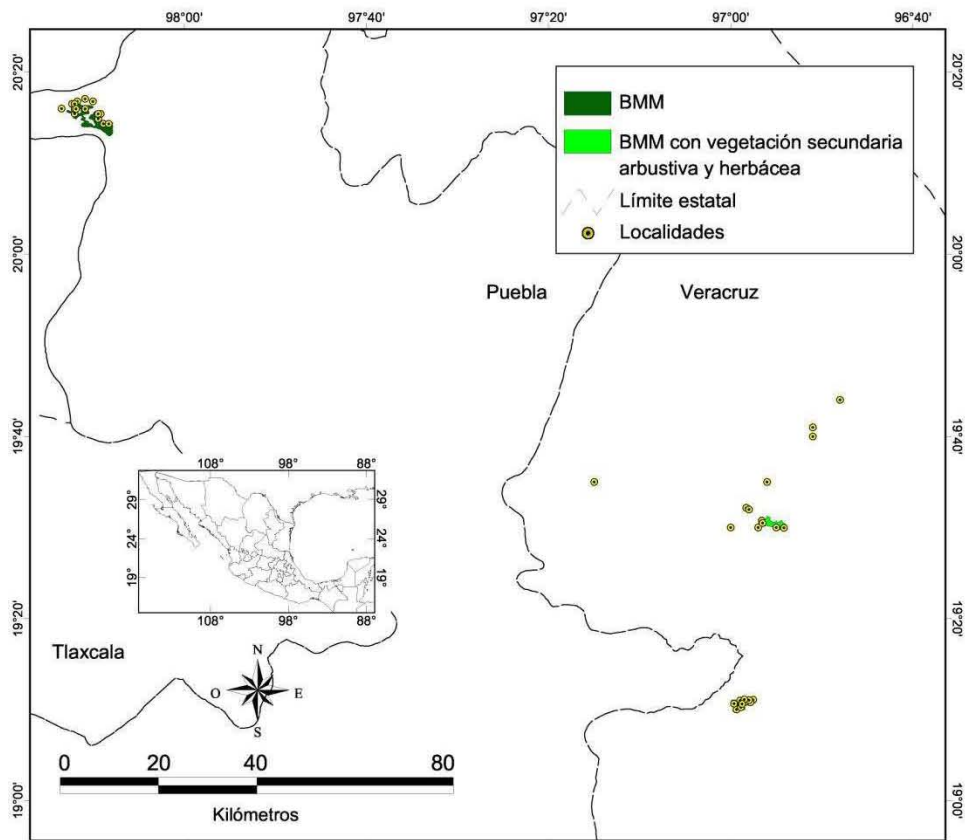 98°00' 97°40' 97°20' 97°00' 96°40'
20°20' 20°20'
BMM
BMM con vegetación secundaria
arbustiva y herbácea
Límite estatal
Localidades
20°00' 20°00'
Puebla Veracruz
19°40' 19°40'
108° 98° 88°
29° 29°
24° 24°
19° 19°
108° 98° 88°
19°20' 19°20'
Tlaxcala
N
O E
S
0 20 40 80
Kilómetros
19°00' 19°00'